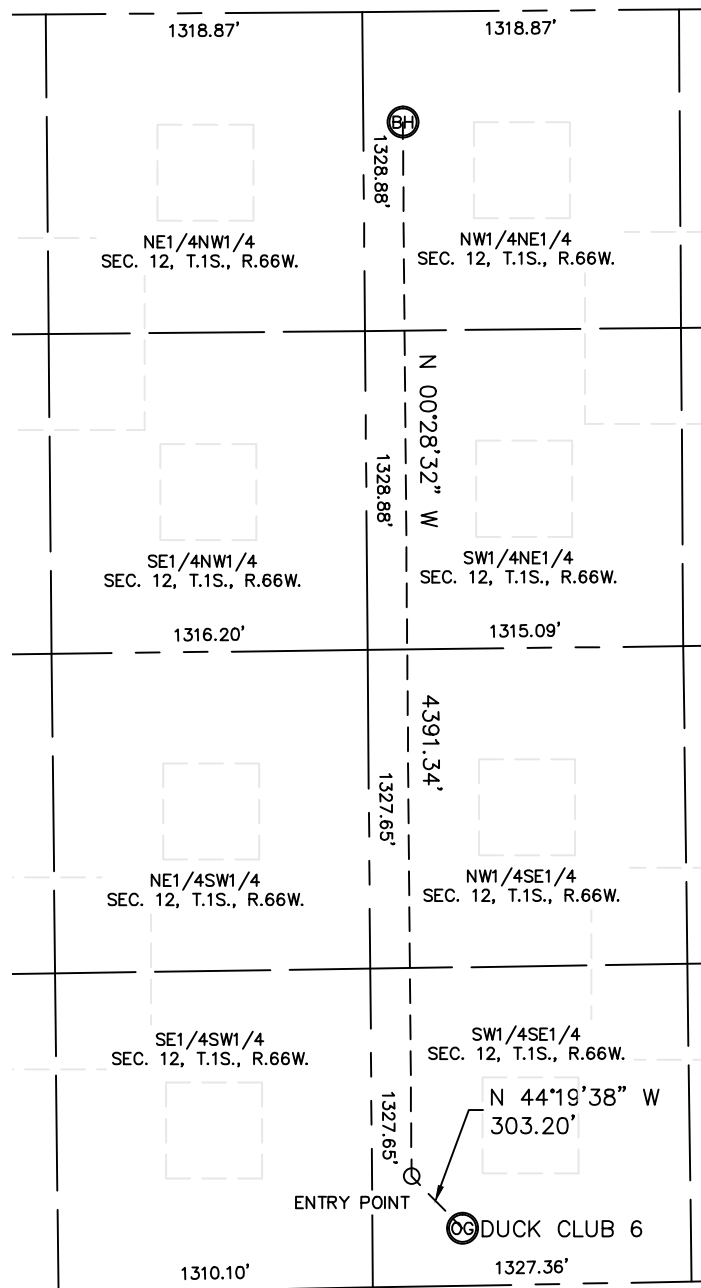 1318.87’
1318.87’
BH
1328.88’
NE1/4NW1/4
SEC. 12, T.1S., R.66W.
NW1/4NE1/4
SEC. 12, T.1S., R.66W.
N 00°28’32” W
1328.88’
SE1/4NW1/4
SEC. 12, T.1S., R.66W.
SW1/4NE1/4
SEC. 12, T.1S., R.66W.
1316.20’
1315.09’
4391.34’
1327.65’
NE1/4SW1/4
SEC. 12, T.1S., R.66W.
NW1/4SE1/4
SEC. 12, T.1S., R.66W.
SE1/4SW1/4
SEC. 12, T.1S., R.66W.
SW1/4SE1/4
SEC. 12, T.1S., R.66W.
1327.65’
N 44°19’38” W
303.20’
ENTRY POINT
OG DUCK CLUB 6
1310.10’
1327.36’